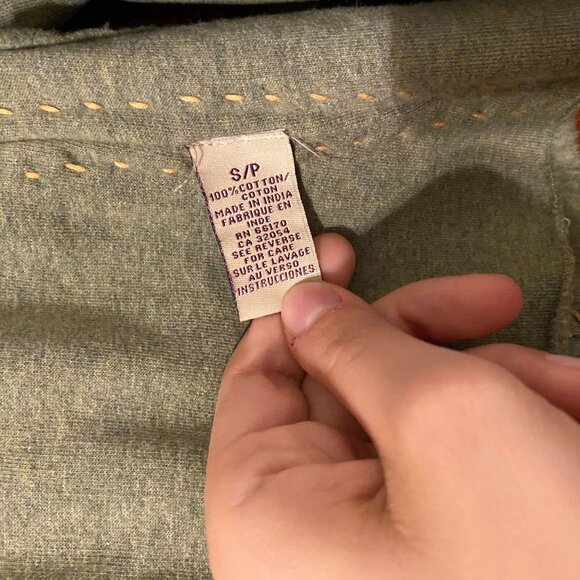 S/P
100%COTTON/
COTON
MADE IN INDIA
FABRIQUE EN
INDE
RN 66170
CA 32054
SEE REVERSE
FOR CARE
SUR LE LAVAGE
AU VERSO
INSTRUCCIONES